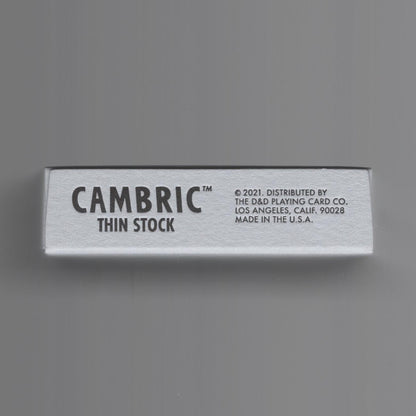 CAMBRIC™
THIN STOCK
© 2021. DISTRIBUTED BY
THE D&D PLAYING CARD CO.
LOS ANGELES, CALIF. 90028
MADE IN THE U.S.A.